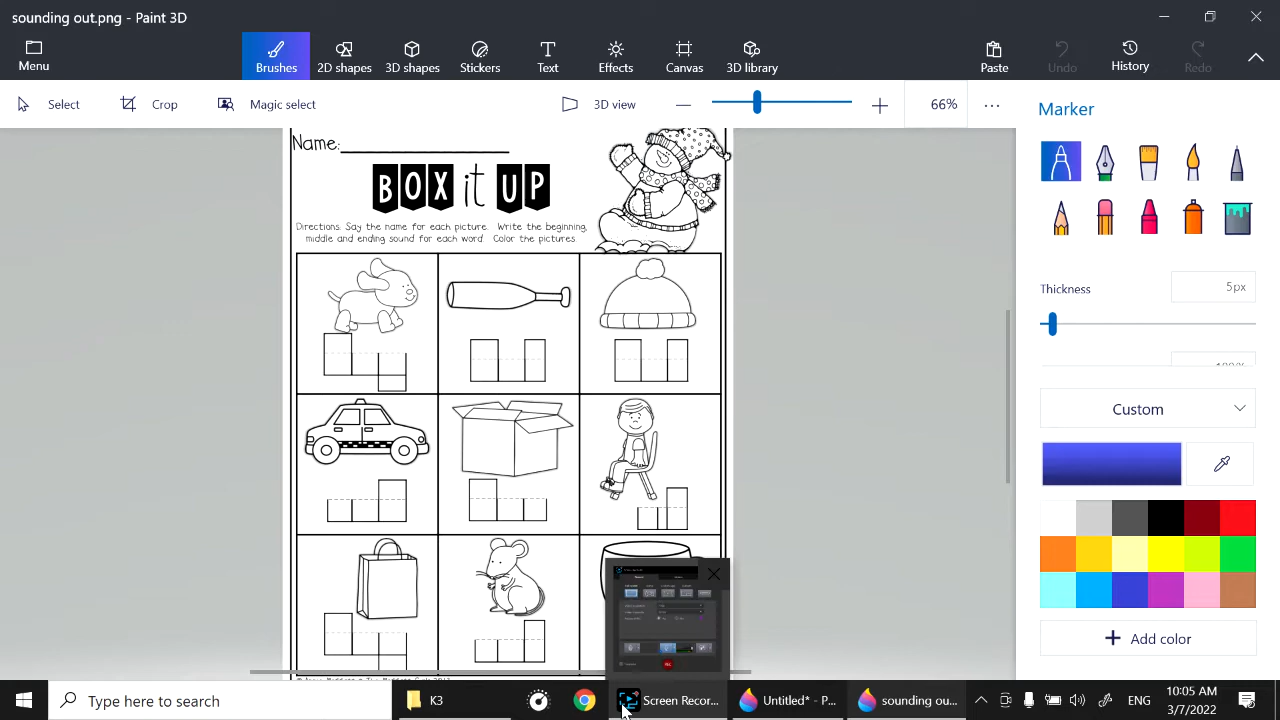 sounding out.png - Paint 3D
Menu
Brushes
2D shapes
3D shapes
Stickers
Text
Effects
Canvas
3D library
Paste
Undo
History
Redo
Select
Crop
Magic select
3D view
66%
Marker
Thickness
5px
Custom
Add color
Name:
BOX it UP
Directions: Say the name for each picture. Write the beginning,
middle and ending sound for each word. Color the pictures.
Type here to search
K3
Screen Recor...
Untitled* - P...
sounding ou...
ENG
10:05 AM
3/7/2022